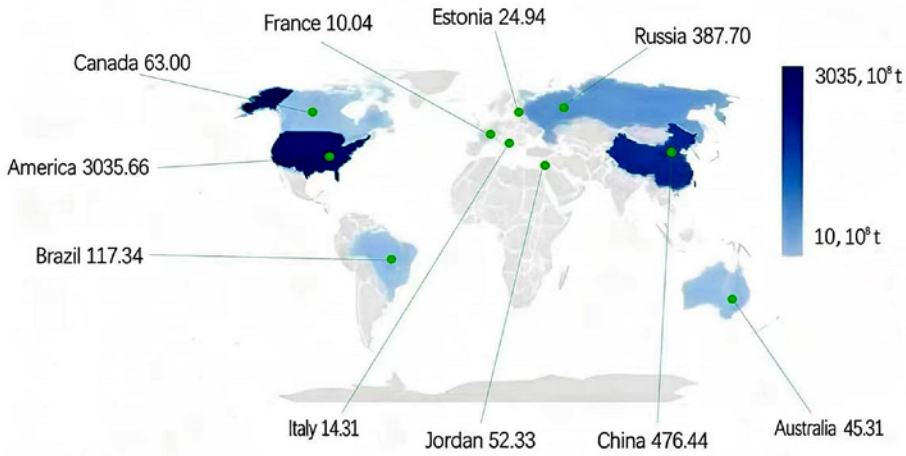 Estonia 24.94
France 10.04
Russia 387.70
Canada 63.00
3035, 10⁸ t
America 3035.66
10, 10⁸ t
Brazil 117.34
Italy 14.31
Jordan 52.33
China 476.44
Australia 45.31